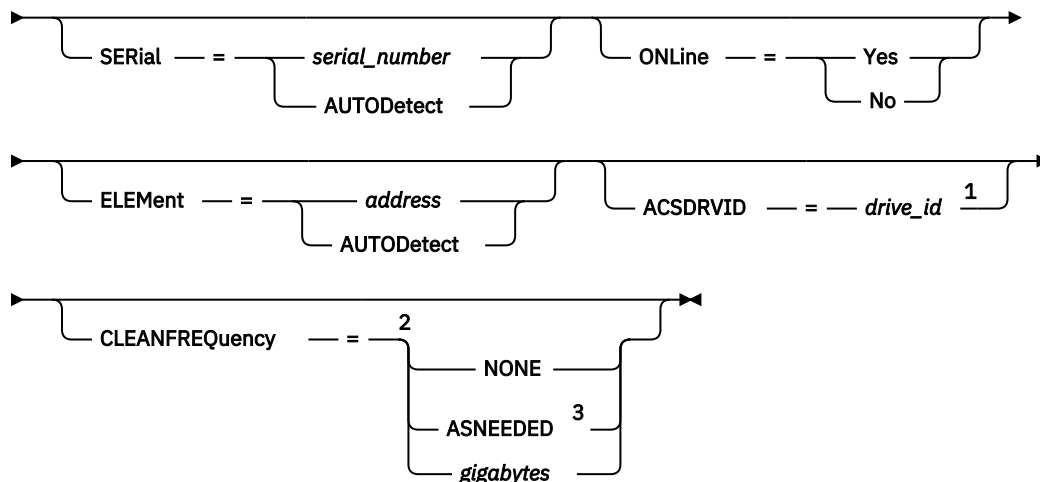 SERial = serial_number ONLine = Yes
AUTODetect No
ELEMent = address ACSDRVID = drive_id 1
AUTODetect
CLEANFREQuency = 2
NONE
ASNEEDED 3
gigabytes